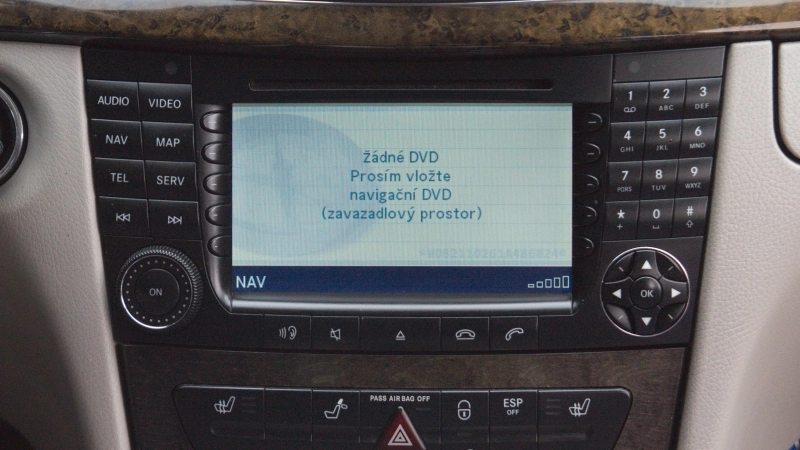 AUDIO
VIDEO
NAV
MAP
TEL
SERV
ON
Žádné DVD
Prosím vložte
navigační DVD
(zavazadlový prostor)
NAV
1
2 ABC
3 DEF
4 GHI
5 JKL
6 MNO
7 PQRS
8 TUV
9 WXYZ
*
+
0
#
OK
PASS AIRBAG OFF
ESP
OFF